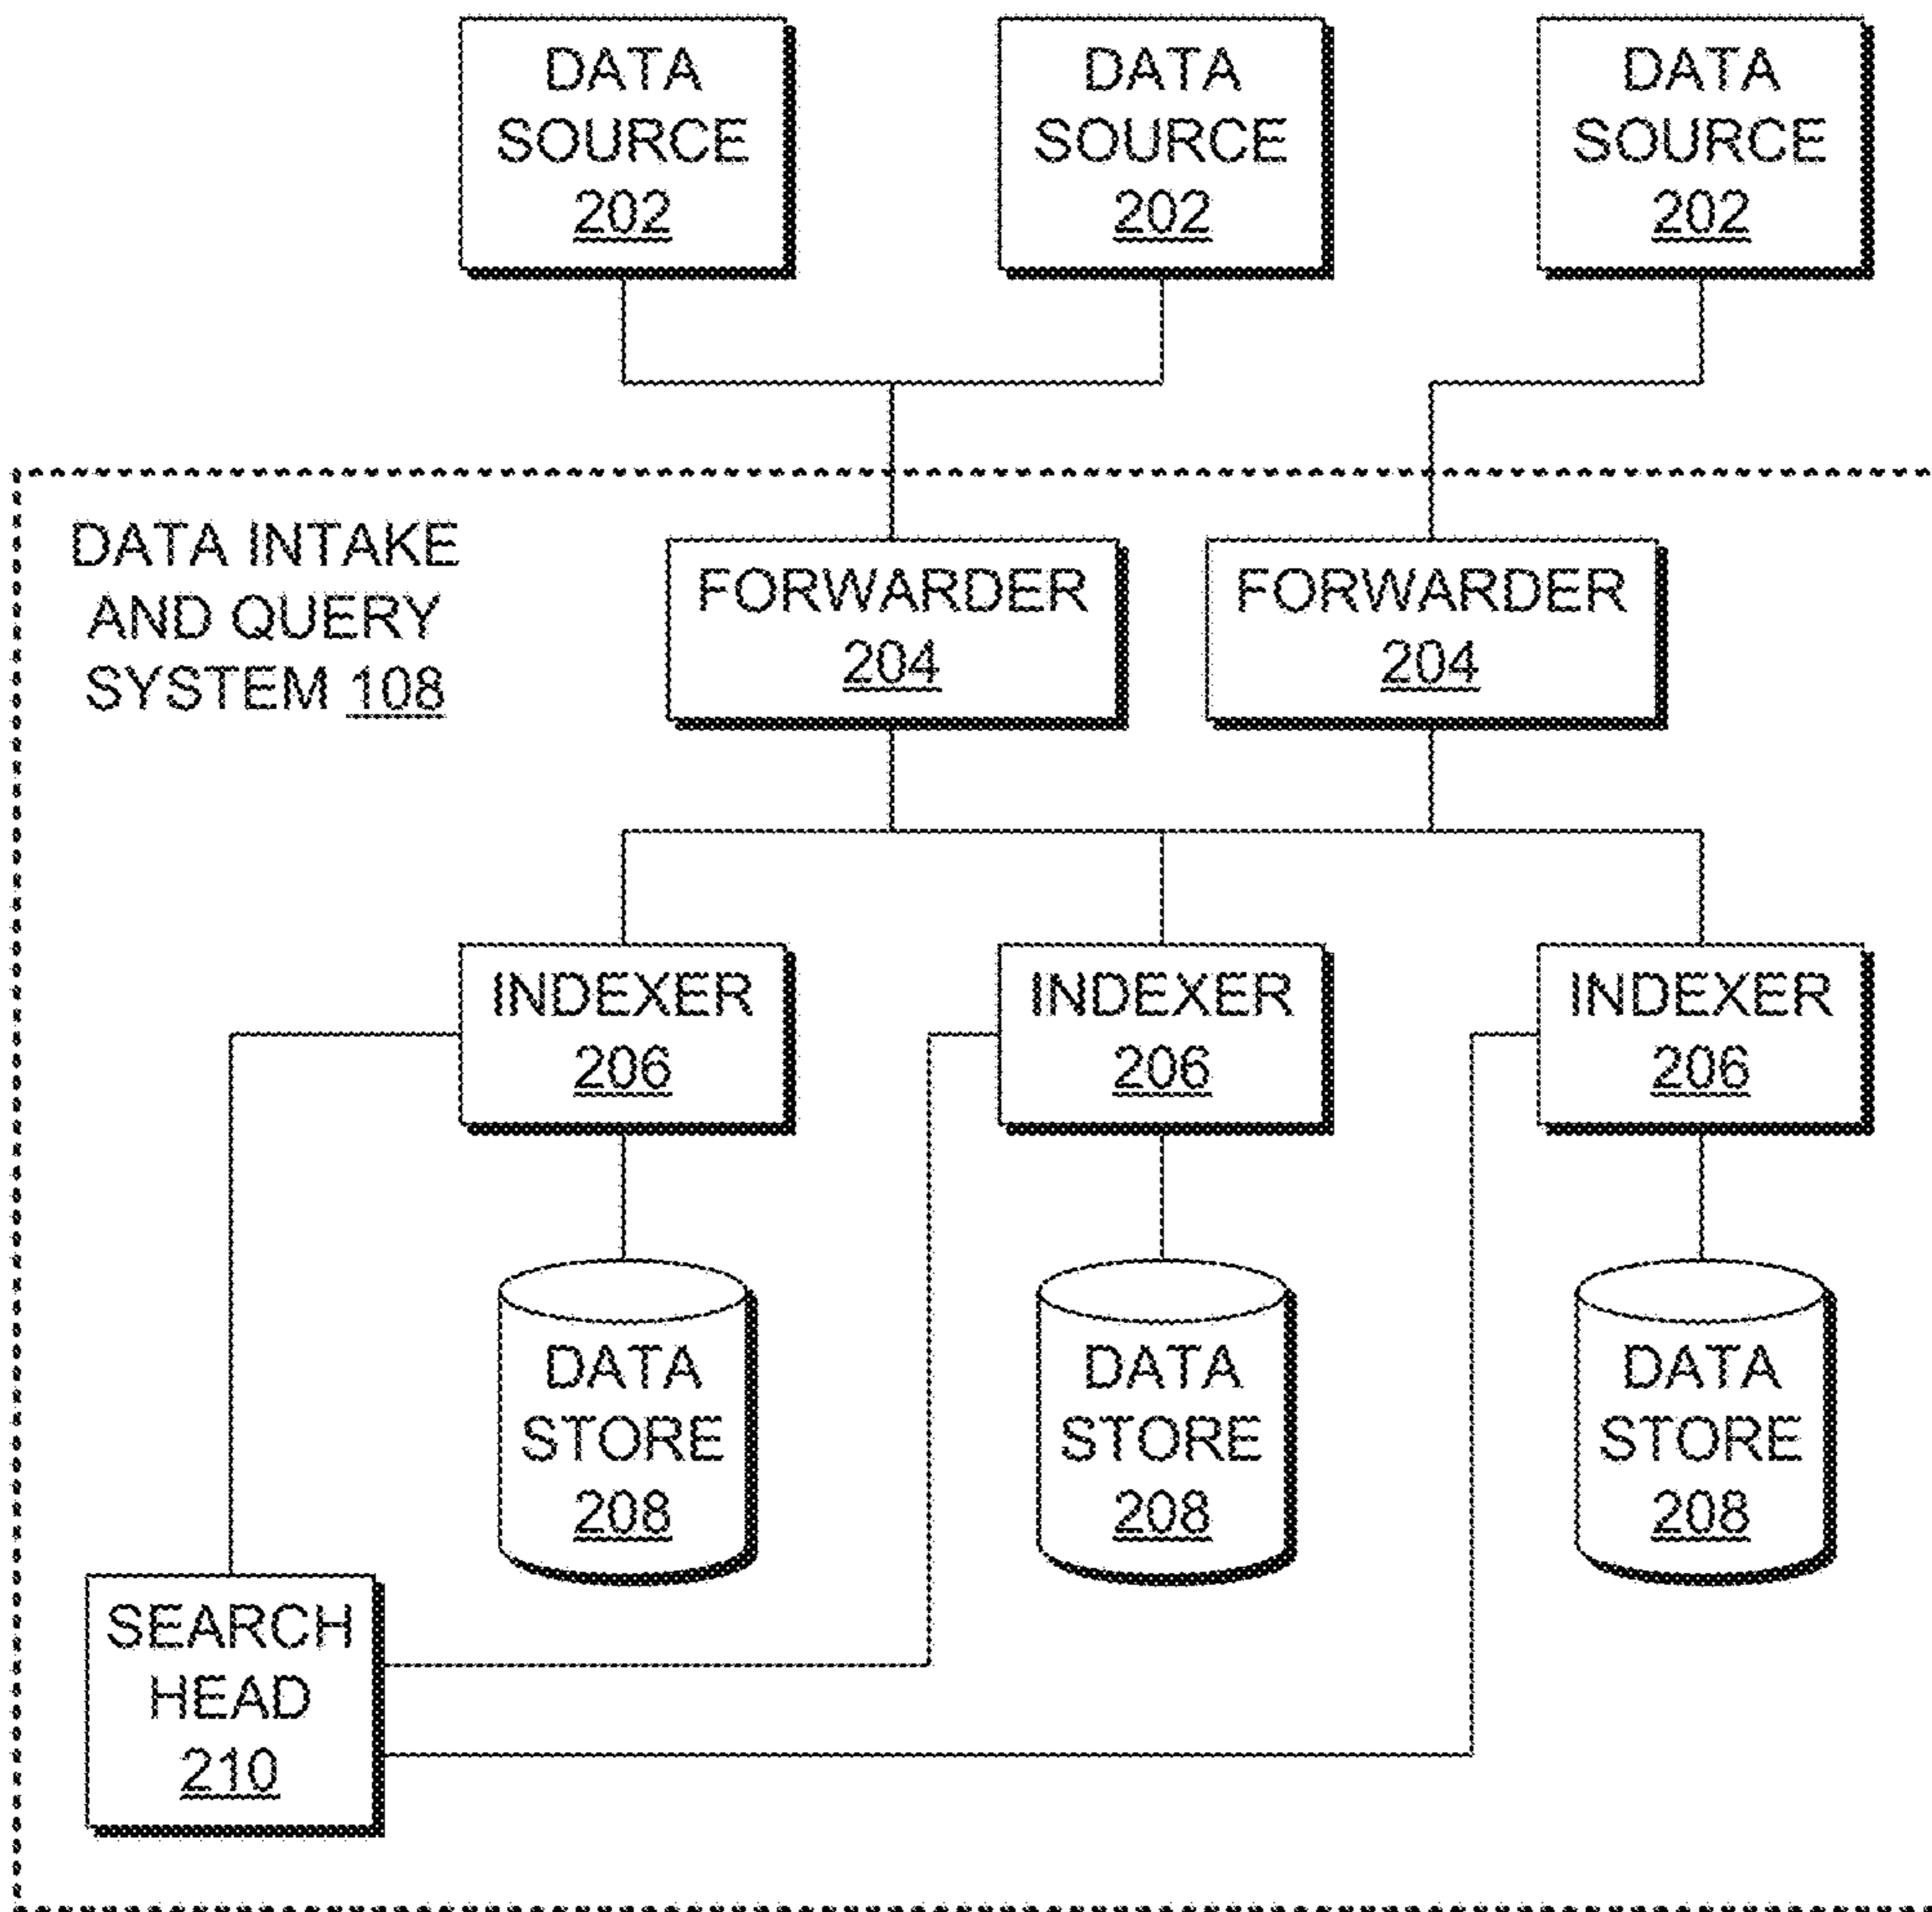 DATA
SOURCE
202
DATA
SOURCE
202
DATA
SOURCE
202
DATA INTAKE
AND QUERY
SYSTEM 108
FORWARDER
204
FORWARDER
204
INDEXER
206
INDEXER
206
INDEXER
206
DATA
STORE
208
DATA
STORE
208
DATA
STORE
208
SEARCH
HEAD
210